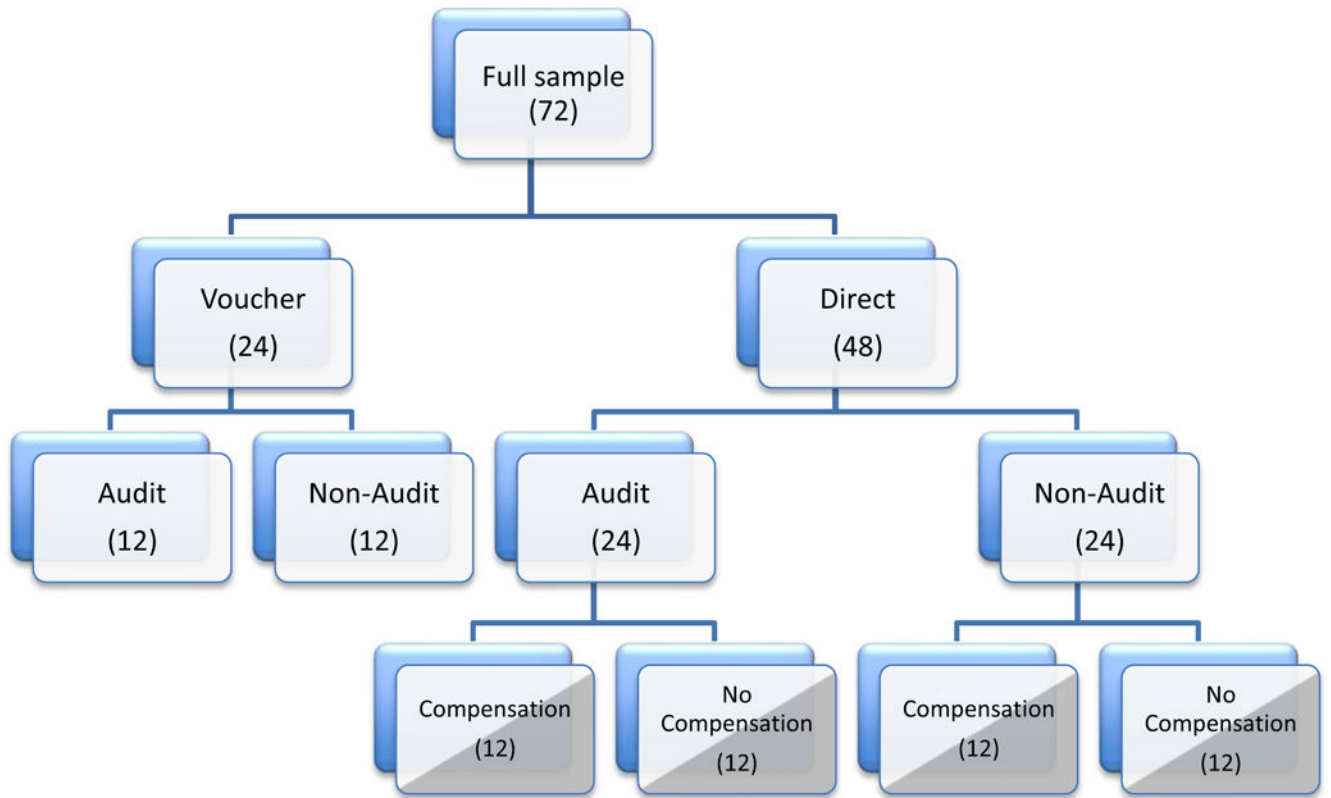 Full sample
(72)
Voucher
(24)
Direct
(48)
Audit
(12)
Non-Audit
(12)
Audit
(24)
Non-Audit
(24)
Compensation
(12)
No
Compensation
(12)
Compensation
(12)
No
Compensation
(12)